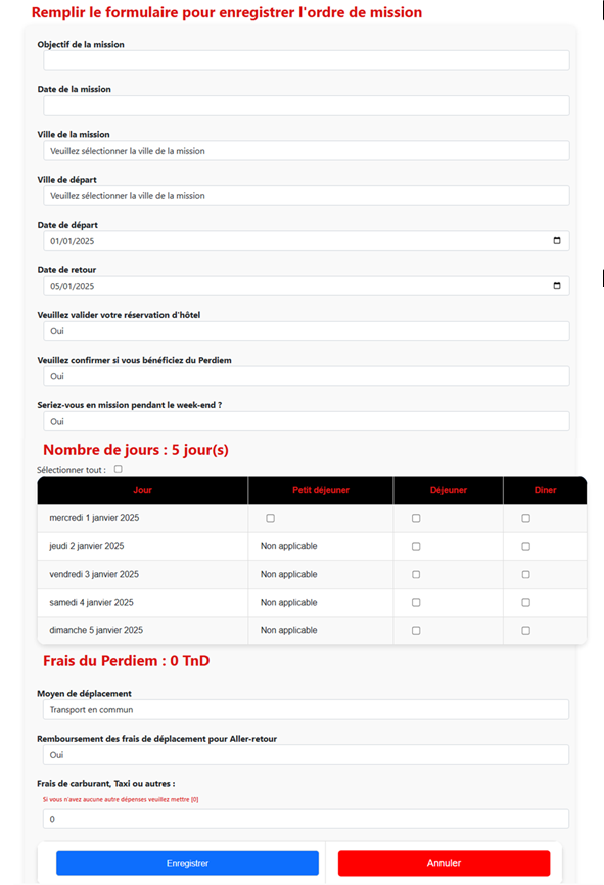 Remplir le formulaire pour enregistrer l'ordre de mission
Objectif de la mission
Date de la mission
Ville de la mission
Veuillez sélectionner la ville de la mission
Ville de départ
Veuillez sélectionner la ville de la mission
Date de départ
01/01/2025
Date de retour
05/01/2025
Veuillez valider votre réservation d'hôtel
Oui
Veuillez confirmer si vous bénéficiez du Perdiem
Oui
Seriez-vous en mission pendant le week-end ?
Oui
Nombre de jours : 5 jour(s)
Sélectionner tout :
Jour Petit déjeuner Déjeuner Dîner
mercredi 1 janvier 2025
jeudi 2 janvier 2025 Non applicable
vendredi 3 janvier 2025 Non applicable
samedi 4 janvier 2025 Non applicable
dimanche 5 janvier 2025 Non applicable
Frais du Perdiem : 0 TnD
Moyen de déplacement
Transport en commun
Remboursement des frais de déplacement pour Aller-retour
Oui
Frais de carburant, Taxi ou autres :
Si vous n'avez aucune autre dépenses veuillez mettre [0]
0
Enregistrer Annuler